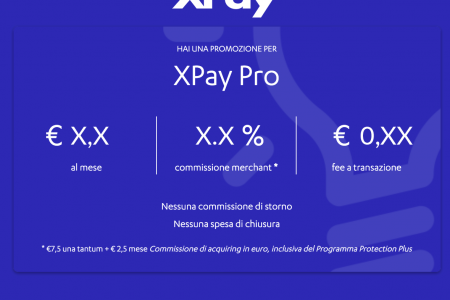 XPay
HAI UNA PROMOZIONE PER
XPay Pro
€ X,X
al mese
X.X %
commissione merchant *
€ 0,XX
fee a transazione
Nessuna commissione di storno
Nessuna spesa di chiusura
* €7,5 una tantum + € 2,5 mese Commissione di acquiring in euro, inclusiva del Programma Protection Plus